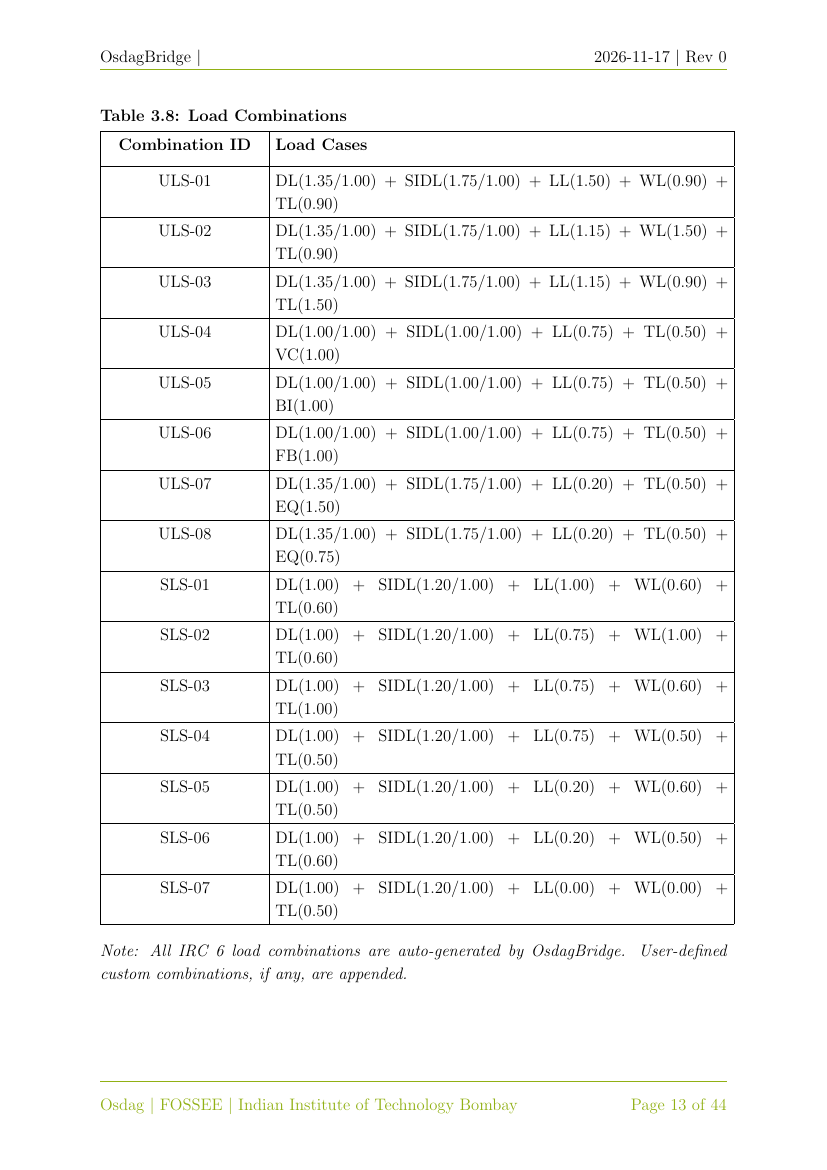 OsdagBridge |
2026-11-17 | Rev 0
Table 3.8: Load Combinations
Combination ID
Load Cases
ULS-01
DL(1.35/1.00) + SIDL(1.75/1.00) + LL(1.50) + WL(0.90) +
TL(0.90)
ULS-02
DL(1.35/1.00) + SIDL(1.75/1.00) + LL(1.15) + WL(1.50) +
TL(0.90)
ULS-03
DL(1.35/1.00) + SIDL(1.75/1.00) + LL(1.15) + WL(0.90) +
TL(1.50)
ULS-04
DL(1.00/1.00) + SIDL(1.00/1.00) + LL(0.75) + TL(0.50) +
VC(1.00)
ULS-05
DL(1.00/1.00) + SIDL(1.00/1.00) + LL(0.75) + TL(0.50) +
BI(1.00)
ULS-06
DL(1.00/1.00) + SIDL(1.00/1.00) + LL(0.75) + TL(0.50) +
FB(1.00)
ULS-07
DL(1.35/1.00) + SIDL(1.75/1.00) + LL(0.20) + TL(0.50) +
EQ(1.50)
ULS-08
DL(1.35/1.00) + SIDL(1.75/1.00) + LL(0.20) + TL(0.50) +
EQ(0.75)
SLS-01
DL(1.00) + SIDL(1.20/1.00) + LL(1.00) + WL(0.60) +
TL(0.60)
SLS-02
DL(1.00) + SIDL(1.20/1.00) + LL(0.75) + WL(1.00) +
TL(0.60)
SLS-03
DL(1.00) + SIDL(1.20/1.00) + LL(0.75) + WL(0.60) +
TL(1.00)
SLS-04
DL(1.00) + SIDL(1.20/1.00) + LL(0.75) + WL(0.50) +
TL(0.50)
SLS-05
DL(1.00) + SIDL(1.20/1.00) + LL(0.20) + WL(0.60) +
TL(0.50)
SLS-06
DL(1.00) + SIDL(1.20/1.00) + LL(0.20) + WL(0.50) +
TL(0.60)
SLS-07
DL(1.00) + SIDL(1.20/1.00) + LL(0.00) + WL(0.00) +
TL(0.50)
Note: All IRC 6 load combinations are auto-generated by OsdagBridge. User-defined
custom combinations, if any, are appended.
Osdag | FOSSEE | Indian Institute of Technology Bombay
Page 13 of 44